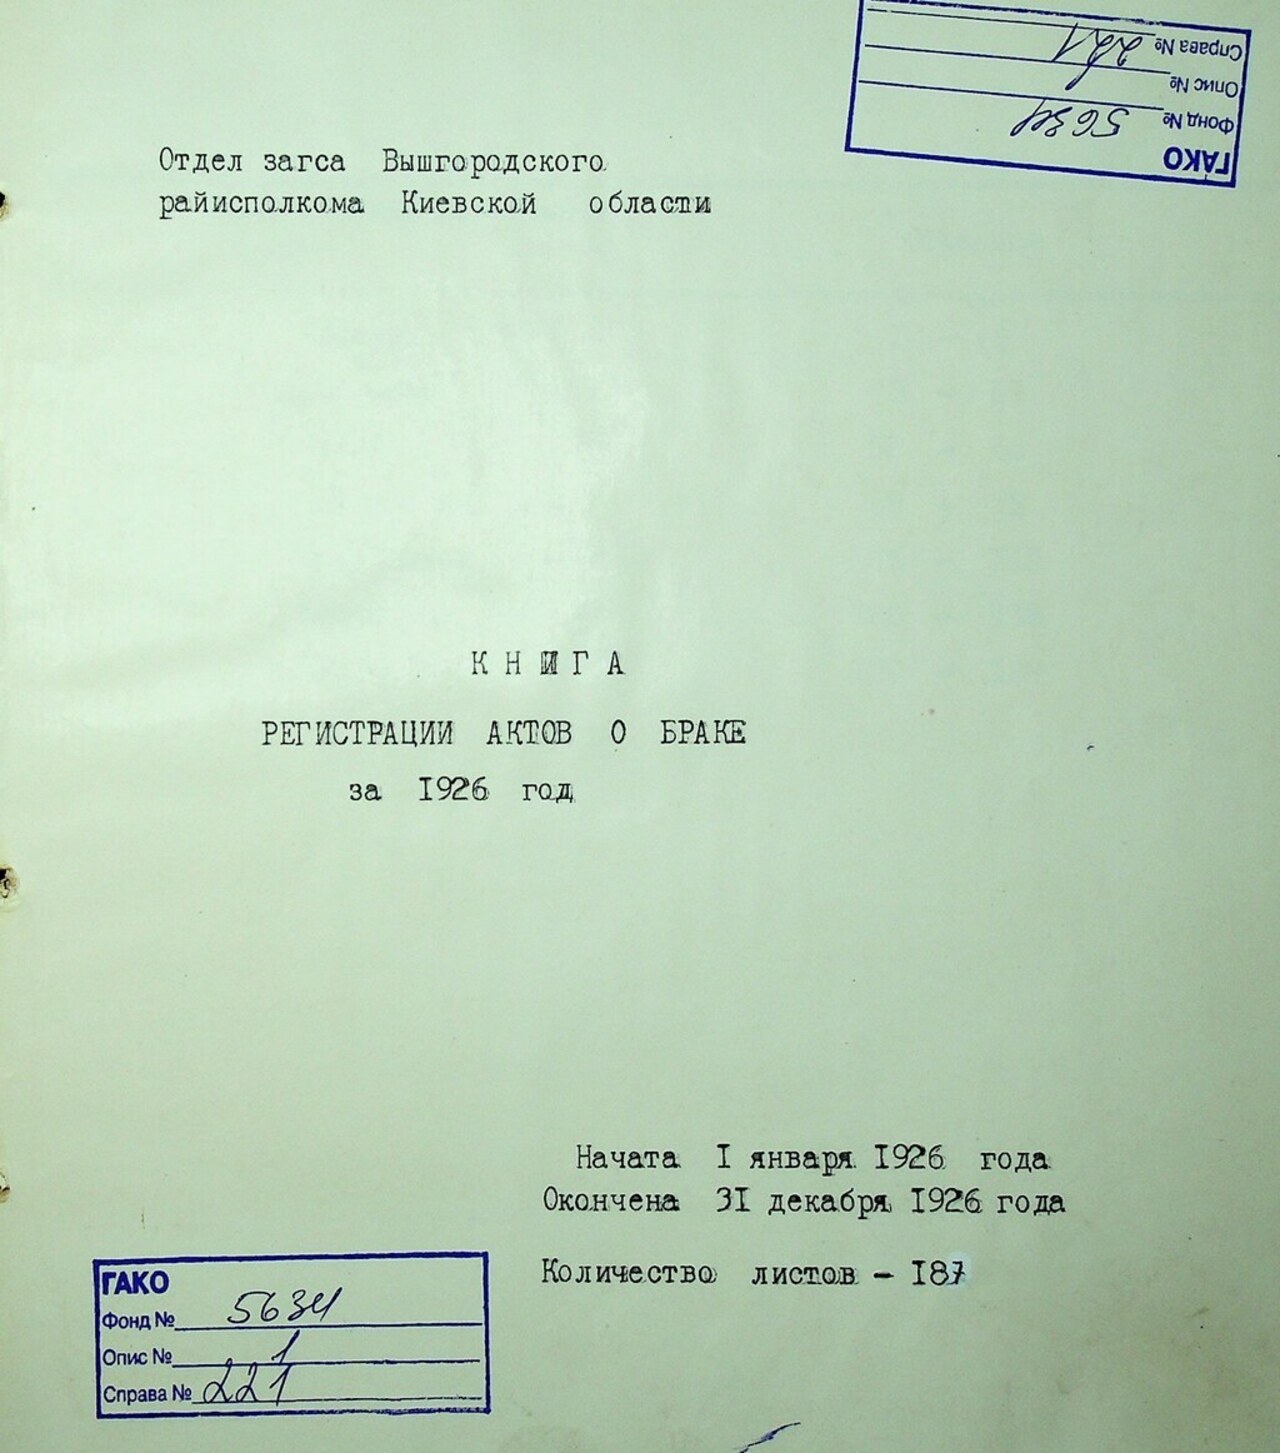 Справа № 221
Опис № 1
Фонд № 5634
ГАКО
Отдел загса Вышгородского
райисполкома Киевской области
КНИГА
РЕГИСТРАЦИИ АКТОВ О БРАКЕ
за 1926 год
Начата I января 1926 года
Окончена 31 декабря 1926 года
Количество листов - 187
ГАКО
Фонд № 5634
Опис № 1
Справа № 221